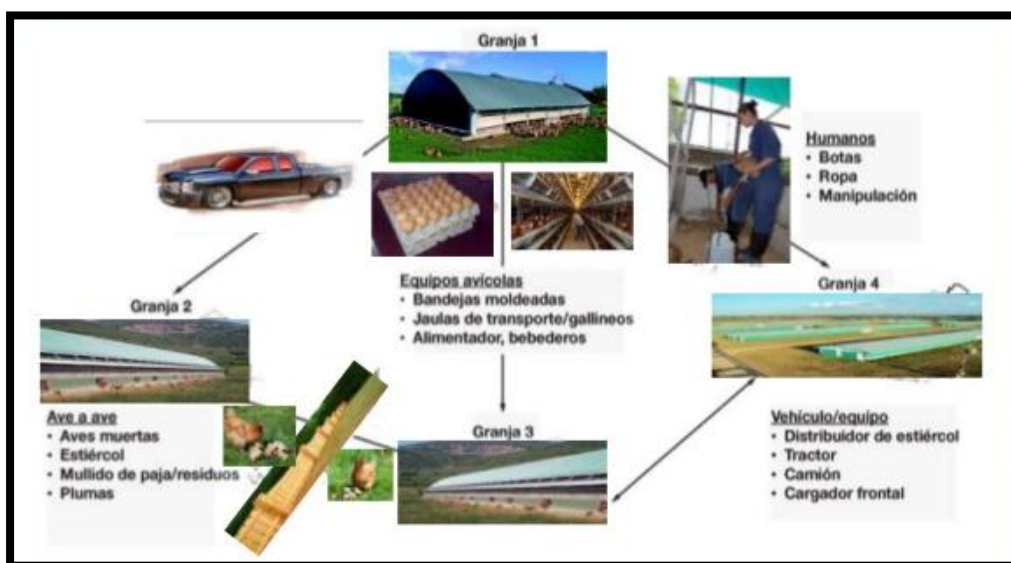 Granja 1
Humanos
• Botas
• Ropa
• Manipulación
Equipos avícolas
• Bandejas moldeadas
• Jaulas de transporte/gallineos
• Alimentador, bebederos
Granja 2
Granja 4
Ave a ave
• Aves muertas
• Estiércol
• Mullido de paja/residuos
• Plumas
Granja 3
Vehículo/equipo
• Distribuidor de estiércol
• Tractor
• Camión
• Cargador frontal